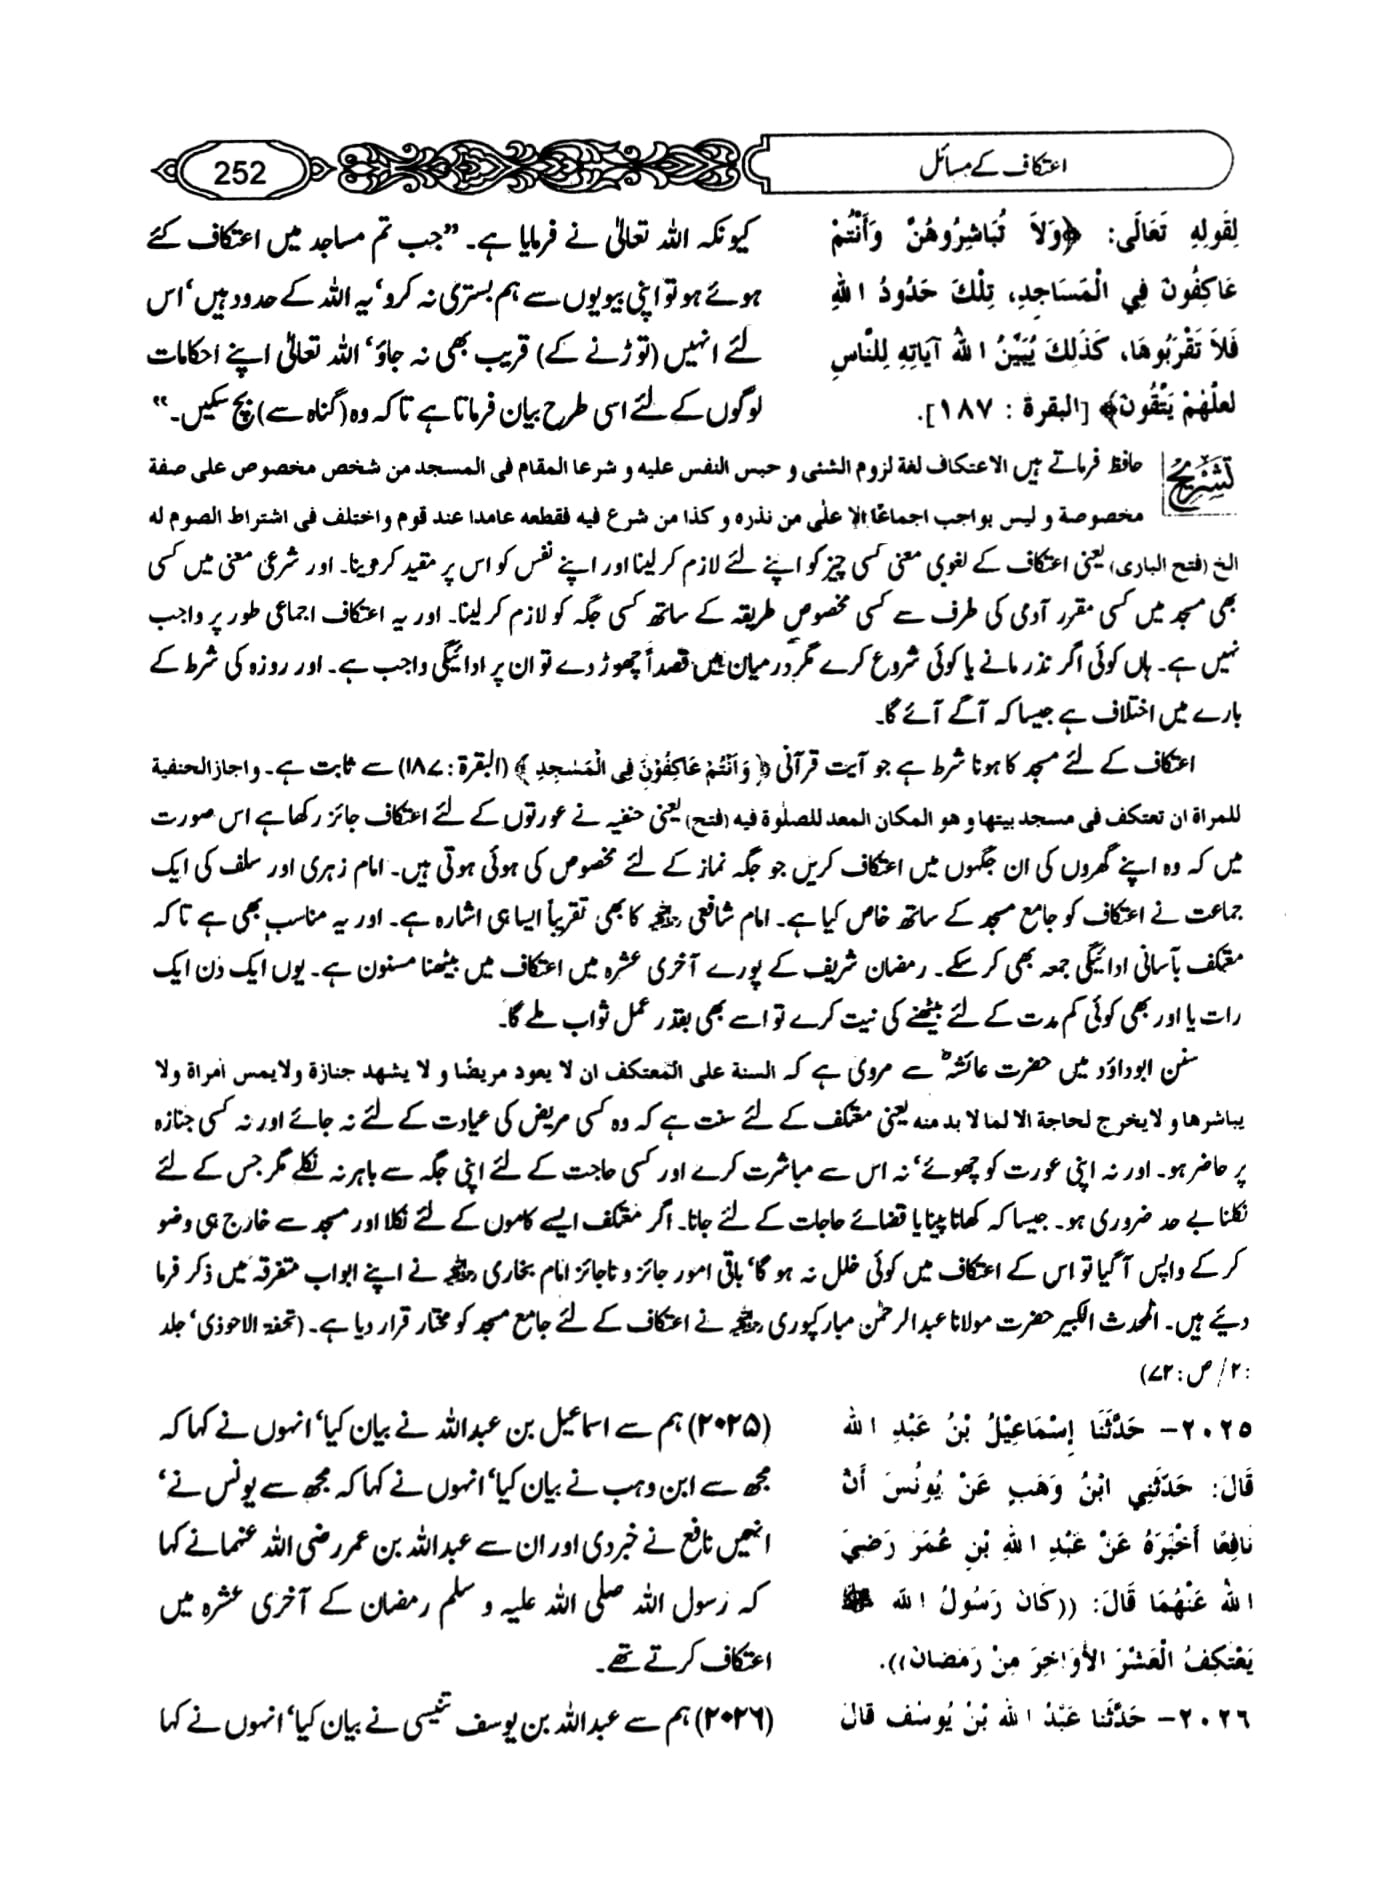 اعتکاف کے مسائل
252
لِقَولِهِ تَعَالَى: ﴿وَلاَ تُبَاشِرُوهُنَّ وَأَنْتُمْ
عَاكِفُونَ فِي الْمَسَاجِدِ، تِلْكَ حُدُودُ اللهِ
فَلاَ تَقْرَبُوهَا، كَذَلِكَ يُبَيِّنُ اللهُ آيَاتِهِ لِلنَّاسِ
لَعَلَّهُمْ يَتَّقُونَ﴾ [البقرة : ١٨٧].
کیونکہ اللہ تعالیٰ نے فرمایا ہے۔ ”جب تم مساجد میں اعتکاف کئے
ہوئے ہو تو اپنی بیویوں سے ہم بستری نہ کرو‘ یہ اللہ کے حدود ہیں‘ اس
لئے انہیں (توڑنے کے) قریب بھی نہ جاؤ‘ اللہ تعالیٰ اپنے احکامات
لوگوں کے لئے اسی طرح بیان فرماتا ہے تاکہ وہ (گناہ سے) بچ سکیں۔“
تشریح حافظ فرماتے ہیں الاعتکاف لغة لزوم الشئی و حبس النفس علیه و شرعا المقام فی المسجد من شخص مخصوص علی صفة
مخصوصة و لیس بواجب اجماعًا الا علٰی من نذره و کذا من شرع فیه فقطعه عامدا عند قوم واختلف فی اشتراط الصوم له
الخ (فتح الباری) یعنی اعتکاف کے لغوی معنی کسی چیز کو اپنے لئے لازم کر لینا اور اپنے نفس کو اس پر مقید کردینا۔ اور شرعی معنی میں کسی
بھی مسجد میں کسی مقرر آدمی کی طرف سے کسی مخصوص طریقہ کے ساتھ کسی جگہ کو لازم کر لینا۔ اور یہ اعتکاف اجماعی طور پر واجب
نہیں ہے۔ ہاں کوئی اگر نذر مانے یا کوئی شروع کرے مگر درمیان میں قصداً چھوڑ دے تو ان پر ادائیگی واجب ہے۔ اور روزہ کی شرط کے
بارے میں اختلاف ہے جیسا کہ آگے آئے گا۔
اعتکاف کے لئے مسجد کا ہونا شرط ہے جو آیت قرآنی ﴿ وَاَنْتُمْ عَاکِفُوْنَ فِی الْمَسٰجِدِ ﴾ (البقرۃ : ۱۸۷) سے ثابت ہے۔ واجاز الحنفیة
للمراة ان تعتکف فی مسجد بیتها و هو المکان المعد للصلٰوة فیه (فتح) یعنی حنفیہ نے عورتوں کے لئے اعتکاف جائز رکھا ہے اس صورت
میں کہ وہ اپنے گھروں کی ان جگہوں میں اعتکاف کریں جو جگہ نماز کے لئے مخصوص کی ہوئی ہوتی ہیں۔ امام زہری اور سلف کی ایک
جماعت نے اعتکاف کو جامع مسجد کے ساتھ خاص کیا ہے۔ امام شافعی رحمہ اللہ کا بھی تقریباً ایسا ہی اشارہ ہے۔ اور یہ مناسب بھی ہے تاکہ
معتکف بآسانی ادائیگی جمعہ بھی کر سکے۔ رمضان شریف کے پورے آخری عشرہ میں اعتکاف میں بیٹھنا مسنون ہے۔ یوں ایک دن ایک
رات یا اور بھی کوئی کم مدت کے لئے بیٹھنے کی نیت کرے تو اسے بھی بقدر عمل ثواب ملے گا۔
سنن ابوداؤد میں حضرت عائشہؓ سے مروی ہے کہ السنة علی المعتکف ان لا یعود مریضا و لا یشهد جنازة ولا یمس امراة ولا
یباشرها و لا یخرج لحاجة الا لما لا بد منه یعنی معتکف کے لئے سنت ہے کہ وہ کسی مریض کی عیادت کے لئے نہ جائے اور نہ کسی جنازہ
پر حاضر ہو۔ اور نہ اپنی عورت کو چھوئے‘ نہ اس سے مباشرت کرے اور کسی حاجت کے لئے اپنی جگہ سے باہر نہ نکلے مگر جس کے لئے
نکلنا بے حد ضروری ہو۔ جیسا کہ کھانا پینا یا قضائے حاجات کے لئے جانا۔ اگر معتکف ایسے کاموں کے لئے نکلا اور مسجد سے خارج ہی وضو
کر کے واپس آگیا تو اس کے اعتکاف میں کوئی خلل نہ ہو گا‘ باقی امور جائز و ناجائز امام بخاری رحمہ اللہ نے اپنے ابواب متفرقہ میں ذکر فرما
دیئے ہیں۔ المحدث الکبیر حضرت مولانا عبدالرحمٰن مبارکپوری رحمہ اللہ نے اعتکاف کے لئے جامع مسجد کو مختار قرار دیا ہے۔ (تحفۃ الاحوذی‘ جلد
: ۲/ ص : ۷۲)
٢٠٢٥- حَدَّثَنَا إِسْمَاعِيْلُ بْنُ عَبْدِ اللهِ
قَالَ: حَدَّثَنِي ابْنُ وَهَبٍ عَنْ يُونُسَ أَنَّ
نَافِعًا أَخْبَرَهُ عَنْ عَبْدِ اللهِ بْنِ عُمَرَ رَضِيَ
اللهُ عَنْهُمَا قَالَ: ((كَانَ رَسُولُ اللهِ ﷺ
يَعْتَكِفُ الْعَشْرَ الأَوَاخِرَ مِنْ رَمَضَانَ)).
٢٠٢٦- حَدَّثَنَا عَبْدُ اللهِ بْنُ يُوسُفَ قَالَ
(۲۰۲۵) ہم سے اسماعیل بن عبداللہ نے بیان کیا‘ انہوں نے کہا کہ
مجھ سے ابن وہب نے بیان کیا‘ انہوں نے کہا کہ مجھ سے یونس نے‘
انھیں نافع نے خبر دی اور ان سے عبداللہ بن عمر رضی اللہ عنہما نے کہا
کہ رسول اللہ صلی اللہ علیہ و سلم رمضان کے آخری عشرہ میں
اعتکاف کرتے تھے۔
(۲۰۲۶) ہم سے عبداللہ بن یوسف تنیسی نے بیان کیا‘ انہوں نے کہا